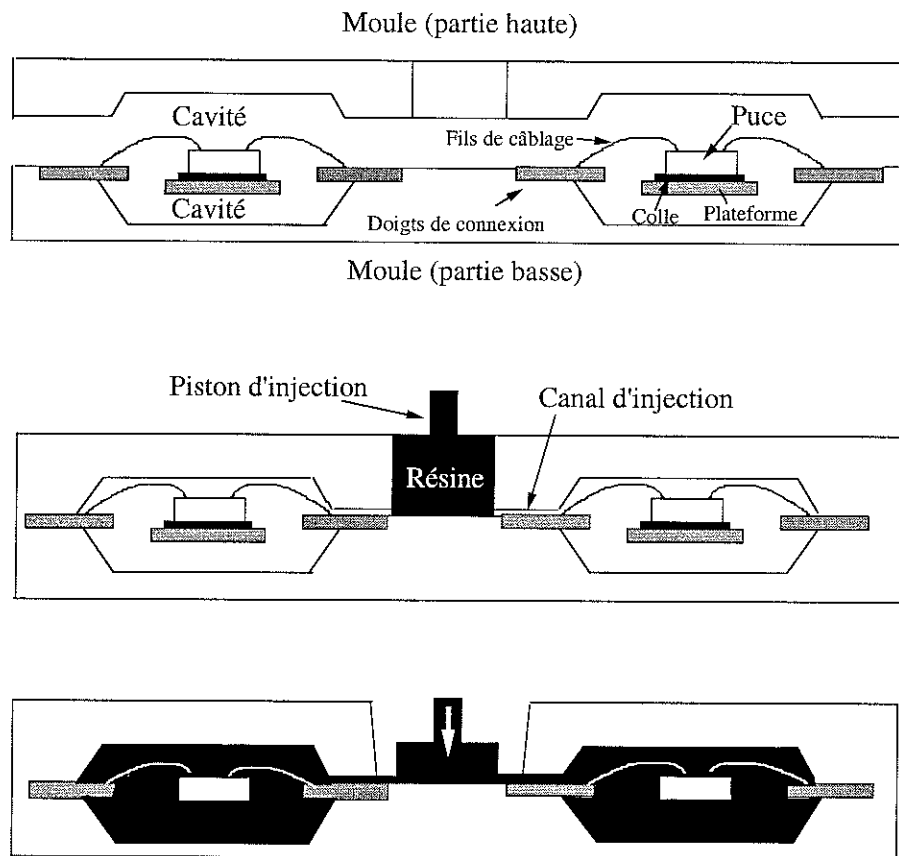 Moule (partie haute)
Cavité
Puce
Fils de câblage
Cavité
Doigts de connexion
Colle
Plateforme
Moule (partie basse)
Piston d'injection
Canal d'injection
Résine